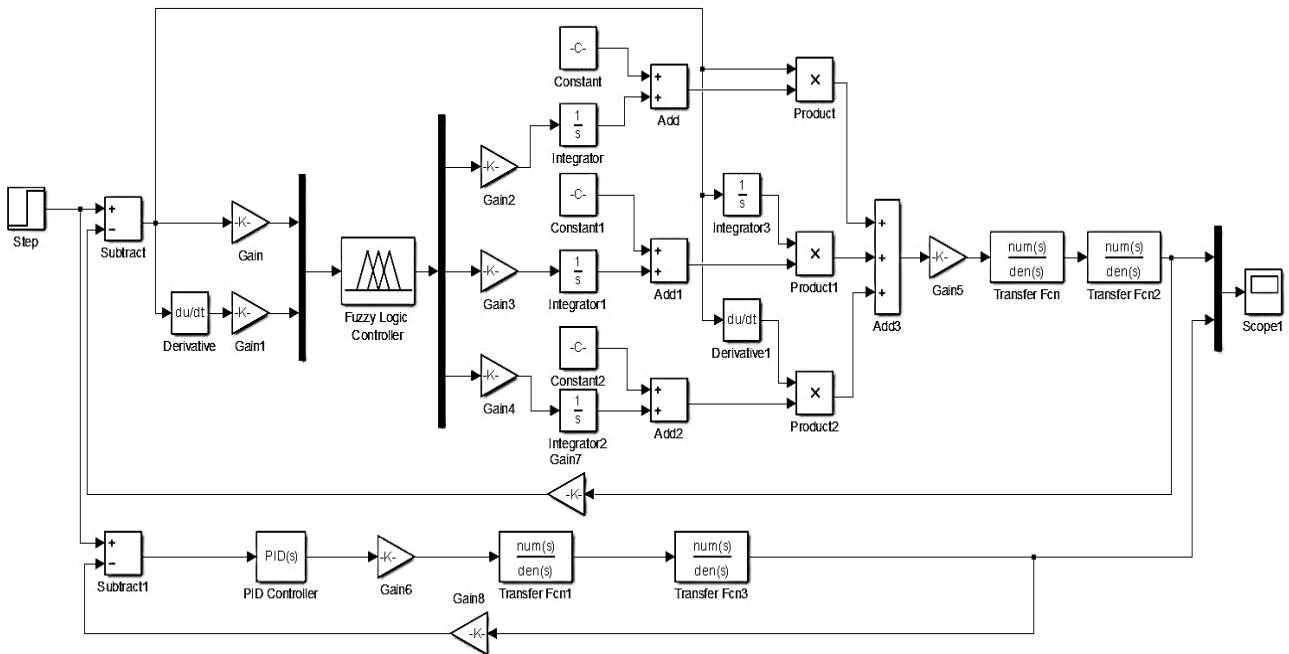 -C-
Constant
+
+
Add
×
Product
1
s
Integrator
-K-
Gain2
Step
+
−
Subtract
-K-
Gain
-C-
Constant1
1
s
Integrator3
+
+
Add1
×
Product1
+
+
+
Add3
-K-
Gain5
num(s)
den(s)
Transfer Fcn
num(s)
den(s)
Transfer Fcn2
Scope1
Fuzzy Logic
Controller
-K-
Gain3
1
s
Integrator1
du/dt
Derivative
-K-
Gain1
du/dt
Derivative1
-C-
Constant2
-K-
Gain4
1
s
Integrator2
+
+
Add2
×
Product2
Gain7
-K-
+
−
Subtract1
PID(s)
PID Controller
-K-
Gain6
num(s)
den(s)
Transfer Fcn1
num(s)
den(s)
Transfer Fcn3
Gain8
-K-